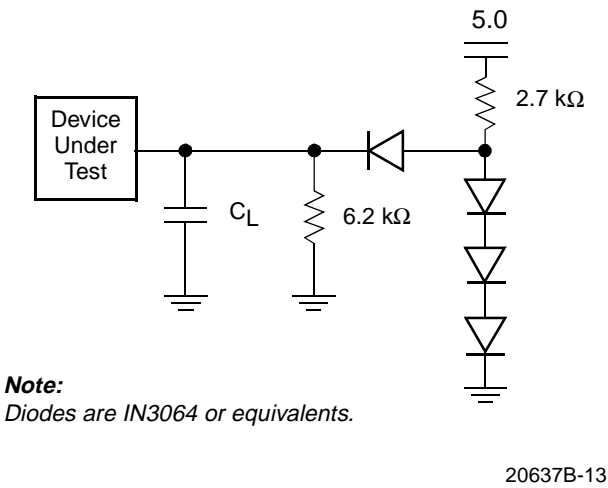 5.0
2.7 kΩ
Device
Under
Test
CL
6.2 kΩ
Note:
Diodes are IN3064 or equivalents.
20637B-13